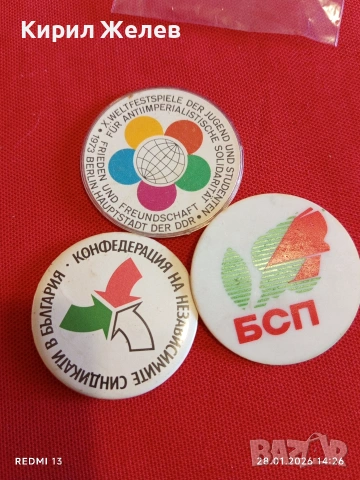 Кирил Желев
X. WELTFESTSPIELE DER JUGEND UND STUDENTEN
FÜR ANTIIMPERIALISTISCHE SOLIDARITÄT
FRIEDEN UND FREUNDSCHAFT
1973 BERLIN HAUPTSTADT DER DDR
КОНФЕДЕРАЦИЯ НА НЕЗАВИСИМИТЕ СИНДИКАТИ В БЪЛГАРИЯ
БСП
BAZAR
REDMI 13
28.01.2026 14:26